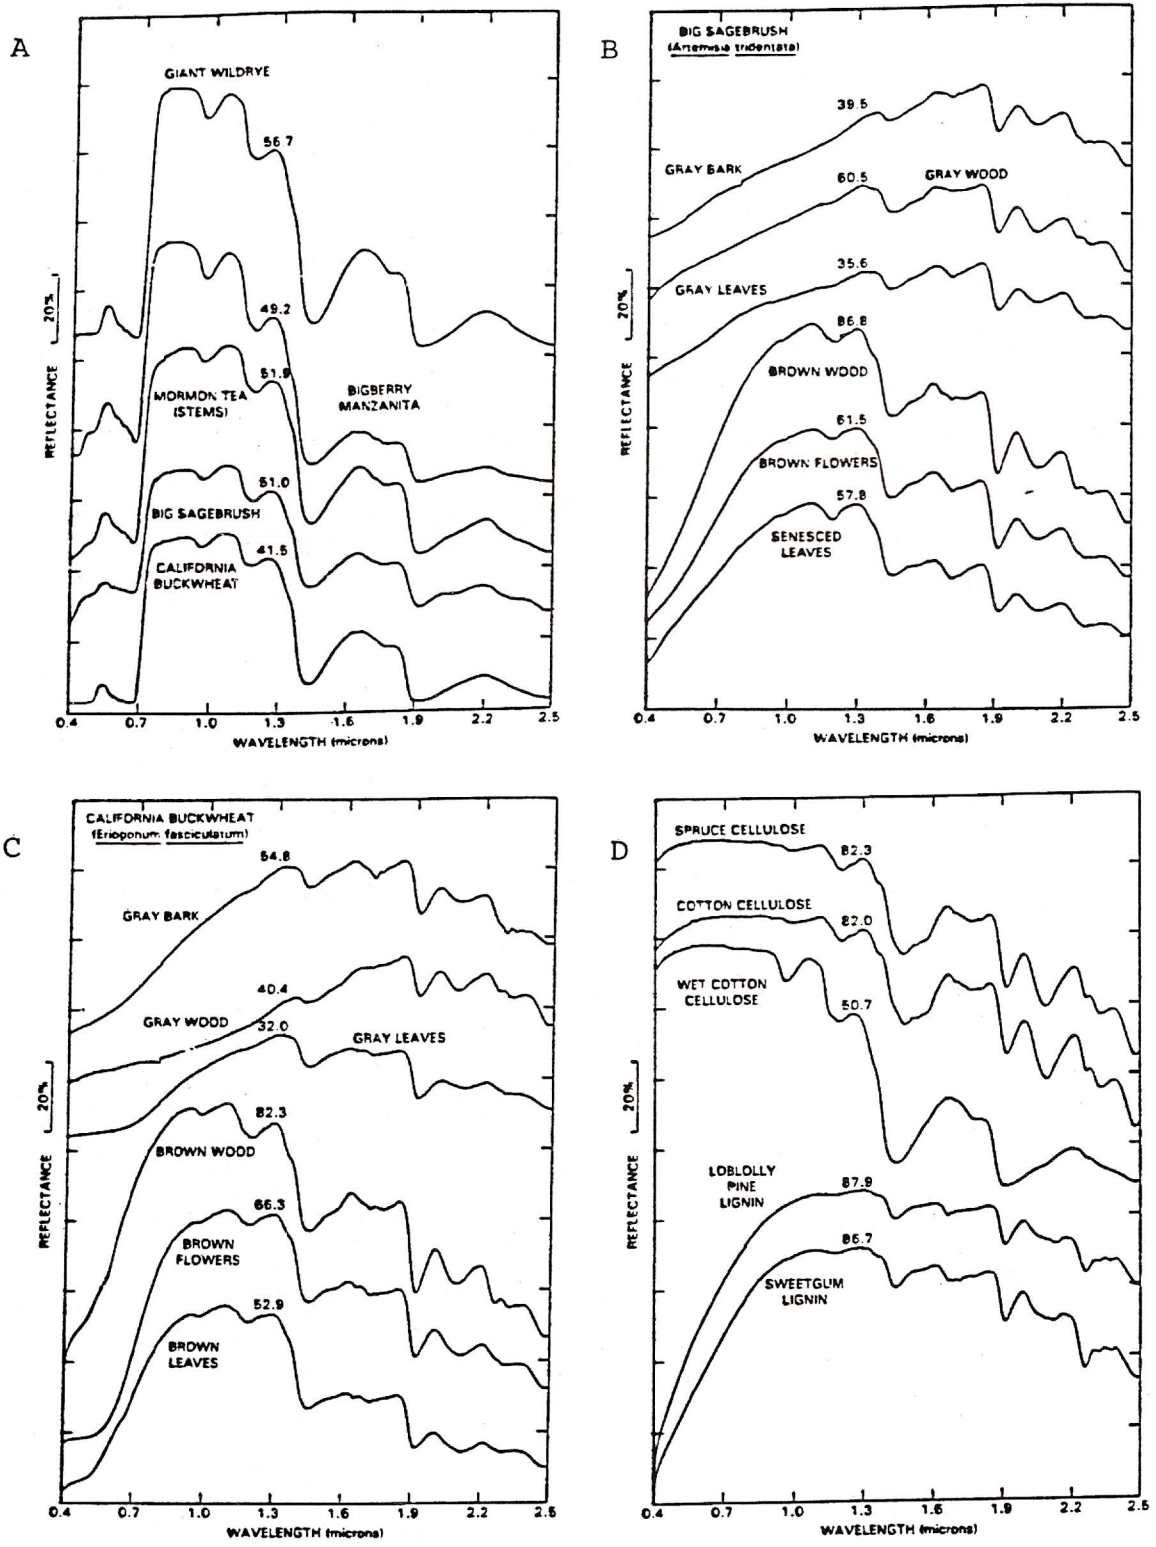 A
GIANT WILDRYE
56.7
49.2
MORMON TEA
(STEMS)
51.9
BIGBERRY
MANZANITA
BIG SAGEBRUSH
51.0
CALIFORNIA
BUCKWHEAT
41.5
REFLECTANCE
20%
0.4 0.7 1.0 1.3 1.6 1.9 2.2 2.5
WAVELENGTH (microns)
B
BIG SAGEBRUSH
(Artemisia tridentata)
39.5
GRAY BARK
60.5
GRAY WOOD
35.6
GRAY LEAVES
86.8
BROWN WOOD
61.5
BROWN FLOWERS
57.8
SENESCED
LEAVES
REFLECTANCE
20%
0.4 0.7 1.0 1.3 1.6 1.9 2.2 2.5
WAVELENGTH (microns)
C
CALIFORNIA BUCKWHEAT
(Eriogonum fasciculatum)
54.8
GRAY BARK
40.4
GRAY WOOD
32.0
GRAY LEAVES
82.3
BROWN WOOD
66.3
BROWN
FLOWERS
52.9
BROWN
LEAVES
REFLECTANCE
20%
0.4 0.7 1.0 1.3 1.6 1.9 2.2 2.5
WAVELENGTH (microns)
D
SPRUCE CELLULOSE
82.3
COTTON CELLULOSE
82.0
WET COTTON
CELLULOSE
50.7
LOBLOLLY
PINE
LIGNIN
87.9
86.7
SWEETGUM
LIGNIN
REFLECTANCE
20%
0.4 0.7 1.0 1.3 1.6 1.9 2.2 2.5
WAVELENGTH (microns)